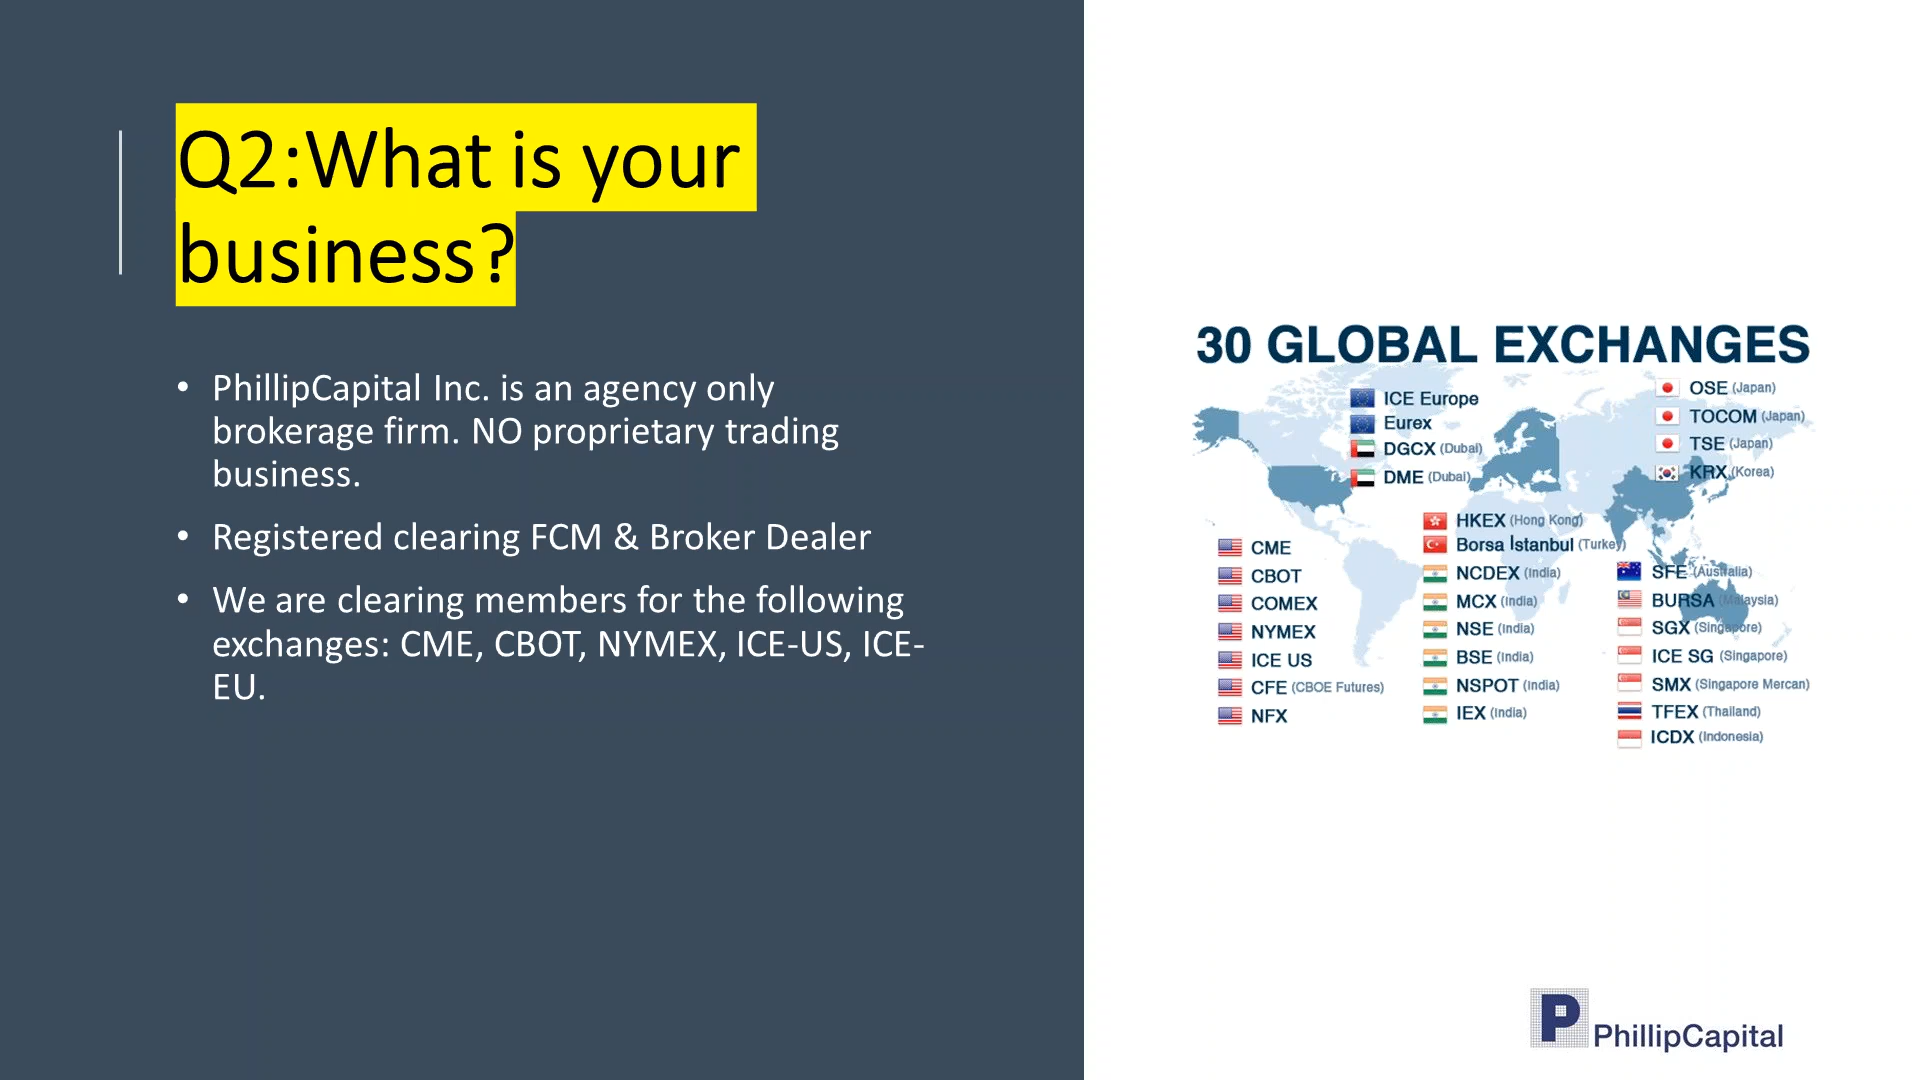 Q2:What is your
business?
• PhillipCapital Inc. is an agency only
brokerage firm. NO proprietary trading
business.
• Registered clearing FCM & Broker Dealer
• We are clearing members for the following
exchanges: CME, CBOT, NYMEX, ICE-US, ICE-
EU.
30 GLOBAL EXCHANGES
ICE Europe
Eurex
DGCX (Dubai)
DME (Dubai)
OSE (Japan)
TOCOM (Japan)
TSE (Japan)
KRX (Korea)
CME
CBOT
COMEX
NYMEX
ICE US
CFE (CBOE Futures)
NFX
HKEX (Hong Kong)
Borsa İstanbul (Turkey)
NCDEX (India)
MCX (India)
NSE (India)
BSE (India)
NSPOT (India)
IEX (India)
SFE (Australia)
BURSA (Malaysia)
SGX (Singapore)
ICE SG (Singapore)
SMX (Singapore Mercan)
TFEX (Thailand)
ICDX (Indonesia)
P PhillipCapital